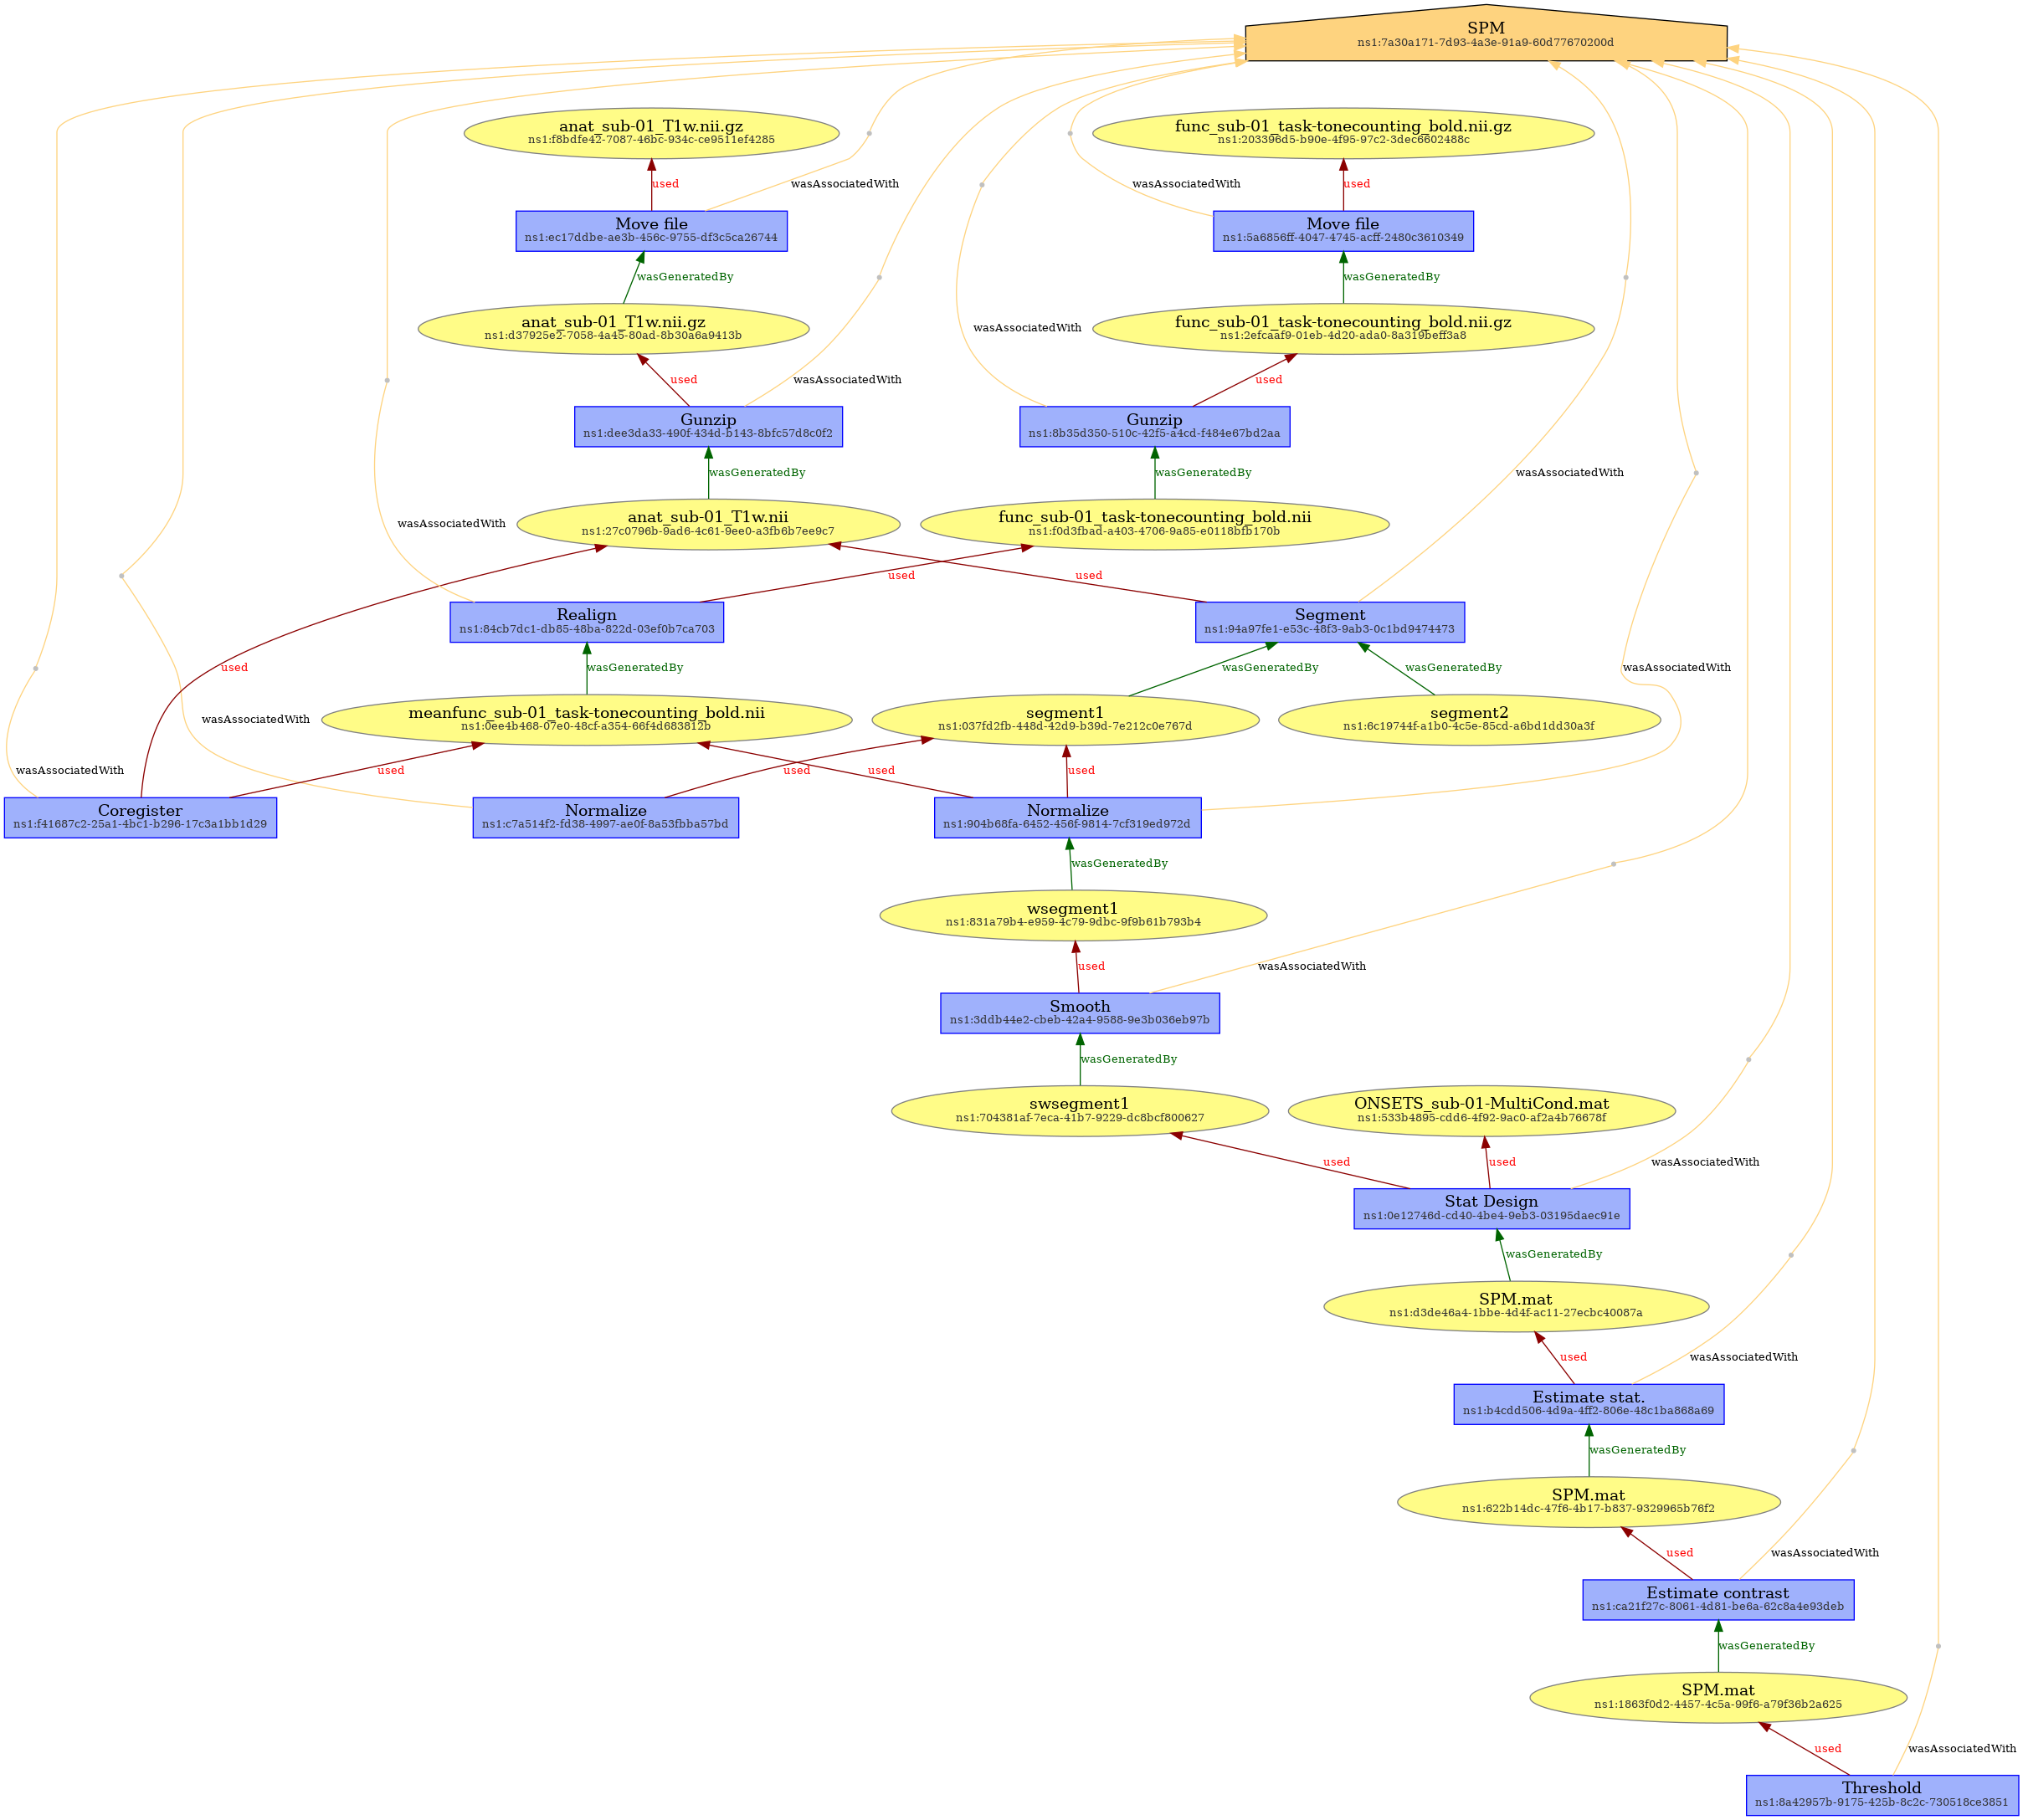 SPM
ns1:7a30a171-7d93-4a3e-91a9-60d77670200d
anat_sub-01_T1w.nii.gz
ns1:f8bdfe42-7087-46bc-934c-ce9511ef4285
func_sub-01_task-tonecounting_bold.nii.gz
ns1:203396d5-b90e-4f95-97c2-3dec6602488c
used
wasAssociatedWith
wasAssociatedWith
used
Move file
ns1:ec17ddbe-ae3b-456c-9755-df3c5ca26744
Move file
ns1:5a6856ff-4047-4745-acff-2480c3610349
wasGeneratedBy
wasGeneratedBy
anat_sub-01_T1w.nii.gz
ns1:d37925e2-7058-4a45-80ad-8b30a6a9413b
wasAssociatedWith
func_sub-01_task-tonecounting_bold.nii.gz
ns1:2efcaaf9-01eb-4d20-ada0-8a319beff3a8
used
wasAssociatedWith
used
Gunzip
ns1:dee3da33-490f-434d-b143-8bfc57d8c0f2
Gunzip
ns1:8b35d350-510c-42f5-a4cd-f484e67bd2aa
wasGeneratedBy
wasGeneratedBy
wasAssociatedWith
wasAssociatedWith
anat_sub-01_T1w.nii
ns1:27c0796b-9ad6-4c61-9ee0-a3fb6b7ee9c7
func_sub-01_task-tonecounting_bold.nii
ns1:f0d3fbad-a403-4706-9a85-e0118bfb170b
used
used
Realign
ns1:84cb7dc1-db85-48ba-822d-03ef0b7ca703
Segment
ns1:94a97fe1-e53c-48f3-9ab3-0c1bd9474473
used
wasGeneratedBy
wasGeneratedBy
wasGeneratedBy
wasAssociatedWith
wasAssociatedWith
meanfunc_sub-01_task-tonecounting_bold.nii
ns1:0ee4b468-07e0-48cf-a354-66f4d683812b
segment1
ns1:037fd2fb-448d-42d9-b39d-7e212c0e767d
segment2
ns1:6c19744f-a1b0-4c5e-85cd-a6bd1dd30a3f
wasAssociatedWith
used
used
used
used
Coregister
ns1:f41687c2-25a1-4bc1-b296-17c3a1bb1d29
Normalize
ns1:c7a514f2-fd38-4997-ae0f-8a53fbba57bd
Normalize
ns1:904b68fa-6452-456f-9814-7cf319ed972d
wasGeneratedBy
wsegment1
ns1:831a79b4-e959-4c79-9dbc-9f9b61b793b4
used
wasAssociatedWith
Smooth
ns1:3ddb44e2-cbeb-42a4-9588-9e3b036eb97b
wasGeneratedBy
swsegment1
ns1:704381af-7eca-41b7-9229-dc8bcf800627
ONSETS_sub-01-MultiCond.mat
ns1:533b4895-cdd6-4f92-9ac0-af2a4b76678f
used
used
wasAssociatedWith
Stat Design
ns1:0e12746d-cd40-4be4-9eb3-03195daec91e
wasGeneratedBy
SPM.mat
ns1:d3de46a4-1bbe-4d4f-ac11-27ecbc40087a
used
wasAssociatedWith
Estimate stat.
ns1:b4cdd506-4d9a-4ff2-806e-48c1ba868a69
wasGeneratedBy
SPM.mat
ns1:622b14dc-47f6-4b17-b837-9329965b76f2
used
wasAssociatedWith
Estimate contrast
ns1:ca21f27c-8061-4d81-be6a-62c8a4e93deb
wasGeneratedBy
SPM.mat
ns1:1863f0d2-4457-4c5a-99f6-a79f36b2a625
used
wasAssociatedWith
Threshold
ns1:8a42957b-9175-425b-8c2c-730518ce3851